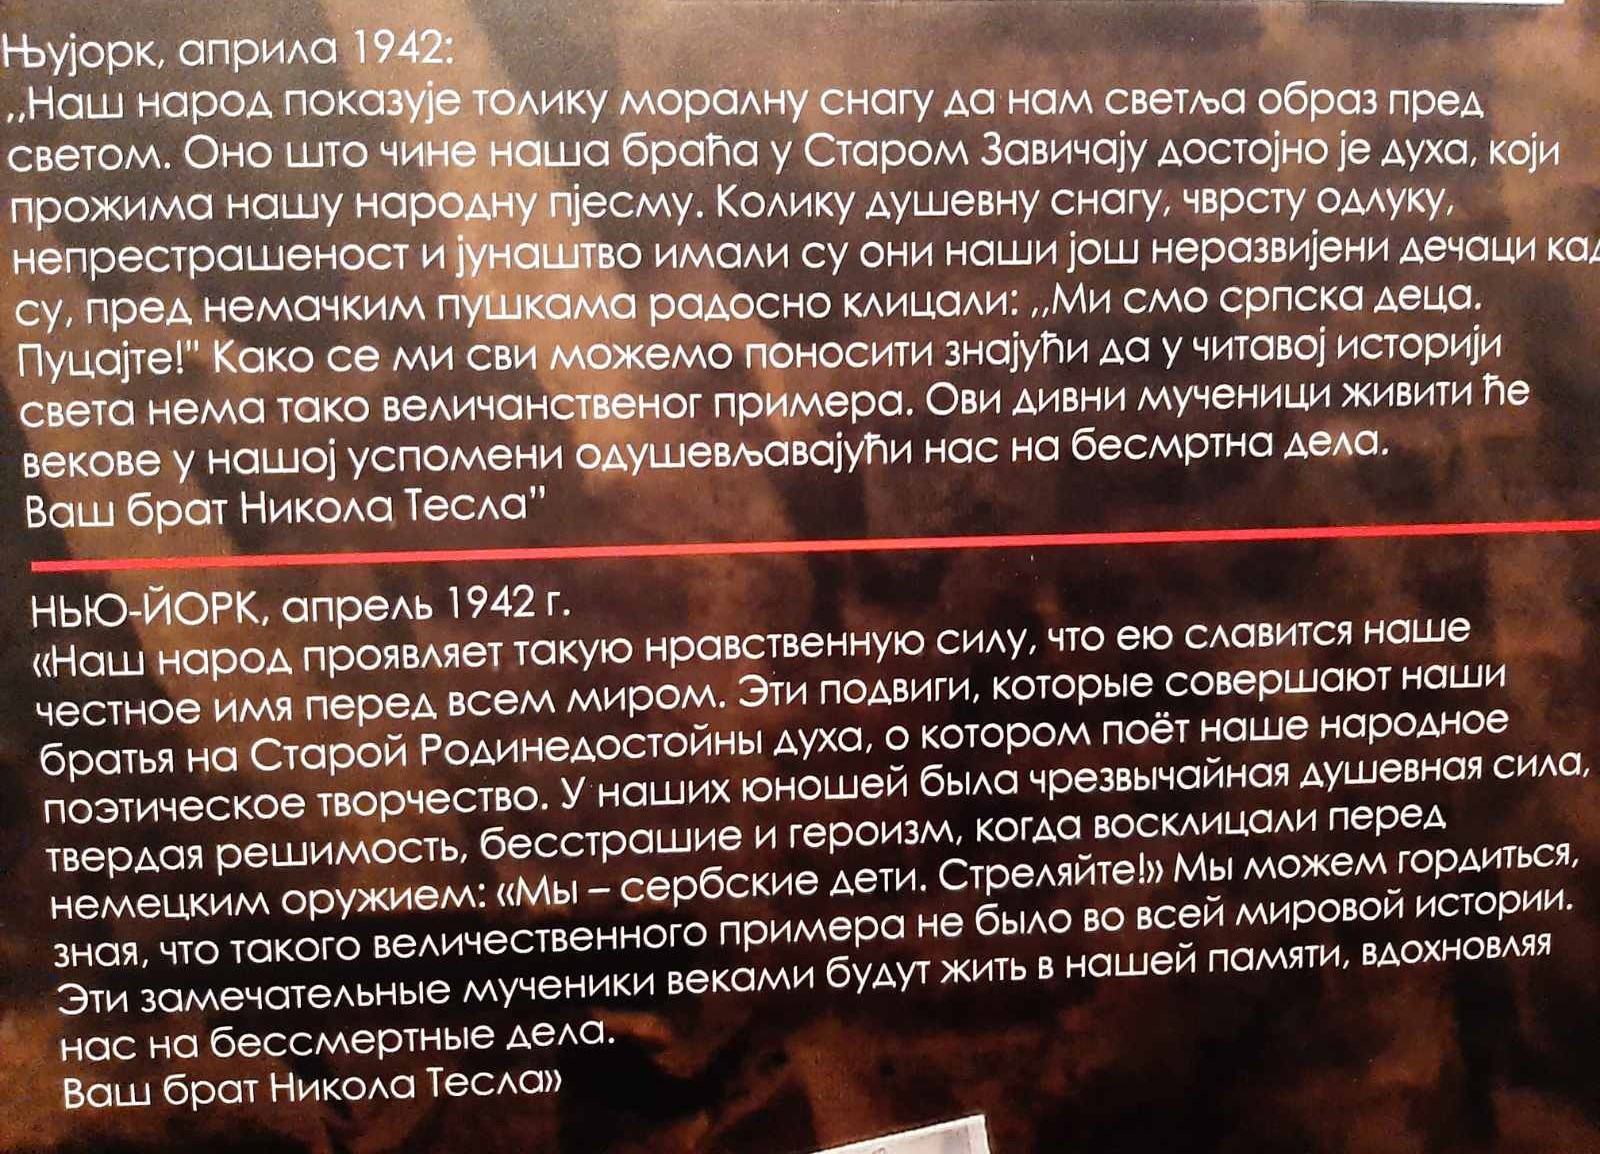 Њујорк, априла 1942:
,,Наш народ показује толику моралну снагу да нам светља образ пред
светом. Оно што чине наша браћа у Старом Завичају достојно је духа, који
прожима нашу народну пјесму. Колику душевну снагу, чврсту одлуку,
непрестрашеност и јунаштво имали су они наши још неразвијени дечаци кад
су, пред немачким пушкама радосно клицали: ,,Ми смо српска деца.
Пуцајте!" Како се ми сви можемо поносити знајући да у читавој историји
света нема тако величанственог примера. Ови дивни мученици живити ће
векове у нашој успомени одушевљавајући нас на бесмртна дела.
Ваш брат Никола Тесла"
НЬЮ-ЙОРК, апрель 1942 г.
«Наш народ проявляет такую нравственную силу, что ею славится наше
честное имя перед всем миром. Эти подвиги, которые совершают наши
братья на Старой Родинедостойны духа, о котором поёт наше народное
поэтическое творчество. У наших юношей была чрезвычайная душевная сила,
твердая решимость, бесстрашие и героизм, когда восклицали перед
немецким оружием: «Мы – сербские дети. Стреляйте!» Мы можем гордиться,
зная, что такого величественного примера не было во всей мировой истории.
Эти замечательные мученики веками будут жить в нашей памяти, вдохновляя
нас на бессмертные дела.
Ваш брат Никола Тесла»